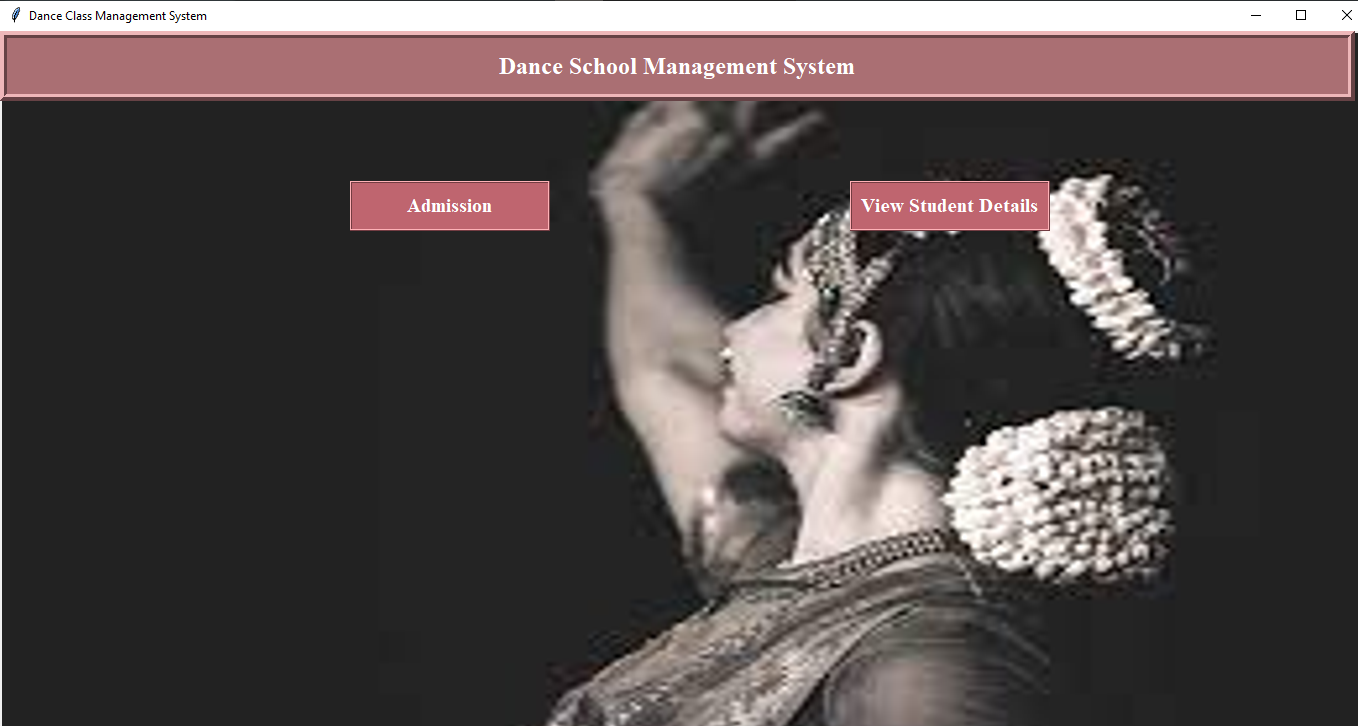 Dance Class Management System
Dance School Management System
Admission
View Student Details